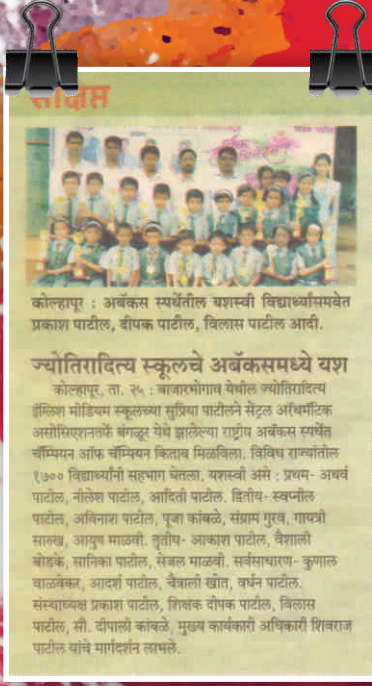 संक्षिप्त
कोल्हापूर : अबॅकस स्पर्धेतील यशस्वी विद्यार्थ्यांसमवेत
प्रकाश पाटील, दीपक पाटील, विलास पाटील आदी.
ज्योतिरादित्य स्कूलचे अबॅकसमध्ये यश
कोल्हापूर, ता. २५ : बाजारभोगाव येथील ज्योतिरादित्य
इंग्लिश मीडियम स्कूलच्या सुप्रिया पाटीलने सेंट्रल अॅरिथमॅटिक
असोसिएशनतर्फे बंगळूर येथे झालेल्या राष्ट्रीय अबॅकस स्पर्धेत
चॅम्पियन ऑफ चॅम्पियन किताब मिळविला. विविध राज्यांतील
१७०० विद्यार्थ्यांनी सहभाग घेतला. यशस्वी असे : प्रथम- अथर्व
पाटील, नीलेश पाटील, आदिती पाटील. द्वितीय- स्वप्नील
पाटील, अविनाश पाटील, पूजा कांबळे, संग्राम गुरव, गायत्री
आयुष माळवी. तृतीय- आकाश पाटील, वैशाली
बोडके, सानिका पाटील, सेजल माळवी. सर्वसाधारण- कुणाल
वाळवेकर, आदर्श पाटील, चैत्राली खोत, वर्धन पाटील.
संस्थाध्यक्ष प्रकाश पाटील, शिक्षक दीपक पाटील, विलास
पाटील, सौ. दीपाली कांबळे, मुख्य कार्यकारी अधिकारी शिवराज
पाटील यांचे मार्गदर्शन लाभले.